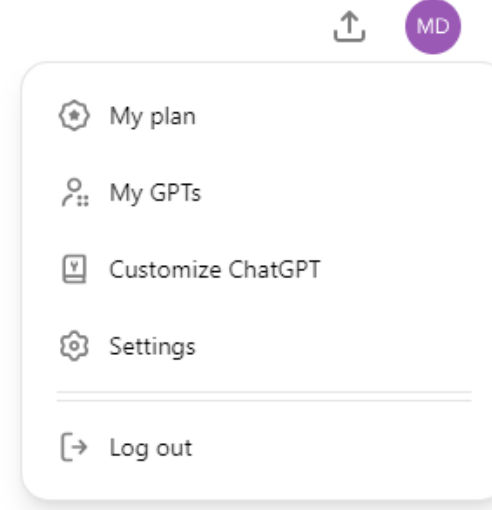 MD
My plan
My GPTs
Customize ChatGPT
Settings
Log out